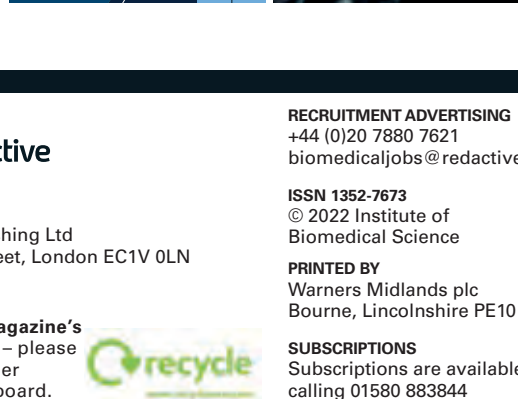 ctive
hing Ltd
eet, London EC1V 0LN
agazine's
– please
er
board.
recycle
RECRUITMENT ADVERTISING
+44 (0)20 7880 7621
biomedicaljobs@redactive
ISSN 1352-7673
© 2022 Institute of
Biomedical Science
PRINTED BY
Warners Midlands plc
Bourne, Lincolnshire PE10
SUBSCRIPTIONS
Subscriptions are available
calling 01580 883844